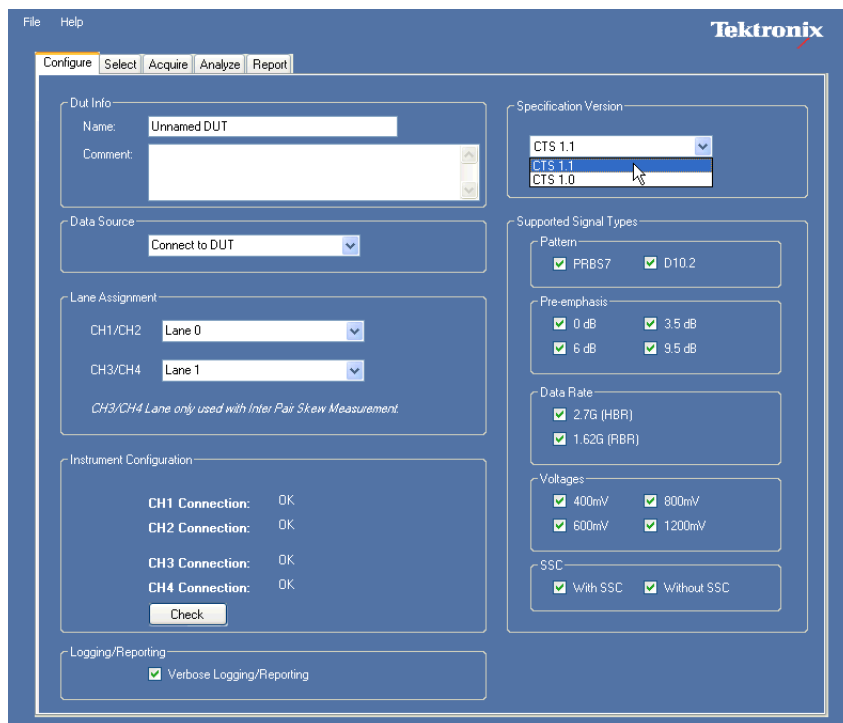 File Help
Tektronix
Configure Select Acquire Analyze Report
Dut Info
Name: Unnamed DUT
Comment:
Data Source
Connect to DUT
Lane Assignment
CH1/CH2 Lane 0
CH3/CH4 Lane 1
CH3/CH4 Lane only used with Inter Pair Skew Measurement.
Instrument Configuration
CH1 Connection: OK
CH2 Connection: OK
CH3 Connection: OK
CH4 Connection: OK
Check
Logging/Reporting
Verbose Logging/Reporting
Specification Version
CTS 1.1
CTS 1.1
CTS 1.0
Supported Signal Types
Pattern
PRBS7 D10.2
Pre-emphasis
0 dB 3.5 dB
6 dB 9.5 dB
Data Rate
2.7G (HBR)
1.62G (RBR)
Voltages
400mV 800mV
600mV 1200mV
SSC
With SSC Without SSC